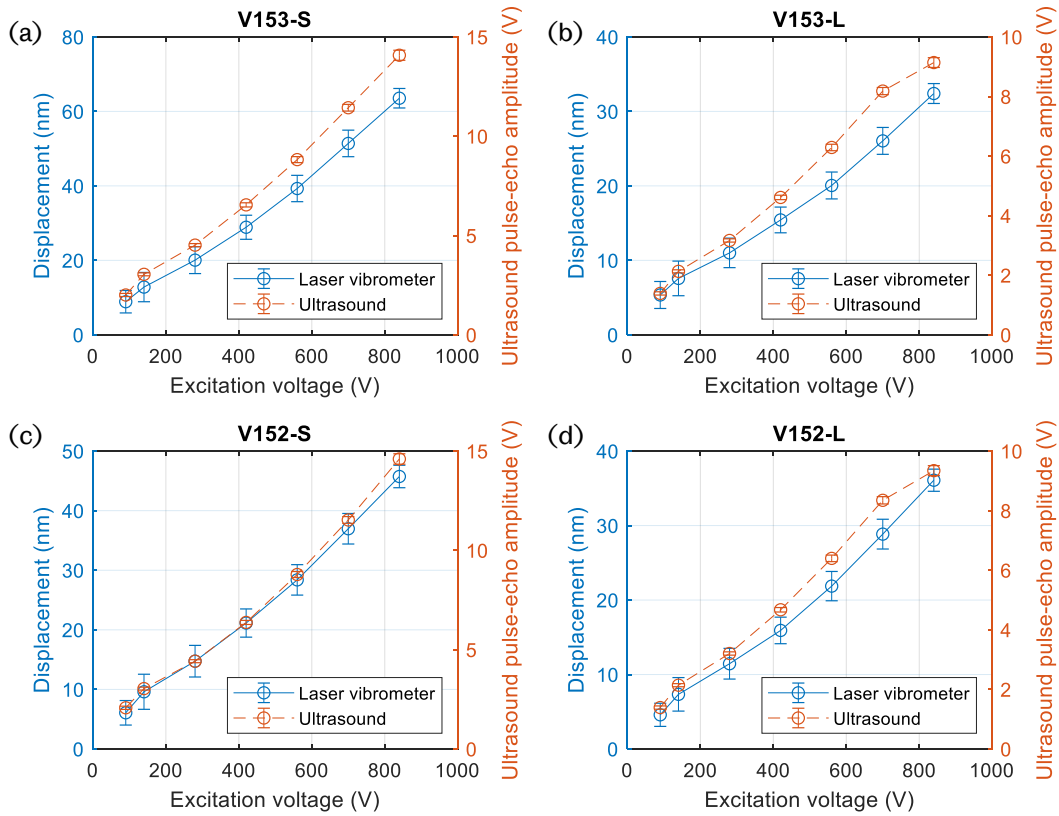 (a)
V153-S
80
60
40
20
0
15
10
5
0
0 200 400 600 800 1000
Displacement (nm)
Ultrasound pulse-echo amplitude (V)
Excitation voltage (V)
Laser vibrometer
Ultrasound
(b)
V153-L
40
30
20
10
0
10
8
6
4
2
0
0 200 400 600 800 1000
Displacement (nm)
Ultrasound pulse-echo amplitude (V)
Excitation voltage (V)
Laser vibrometer
Ultrasound
(c)
V152-S
50
40
30
20
10
0
15
10
5
0
0 200 400 600 800 1000
Displacement (nm)
Ultrasound pulse-echo amplitude (V)
Excitation voltage (V)
Laser vibrometer
Ultrasound
(d)
V152-L
40
30
20
10
0
10
8
6
4
2
0
0 200 400 600 800 1000
Displacement (nm)
Ultrasound pulse-echo amplitude (V)
Excitation voltage (V)
Laser vibrometer
Ultrasound